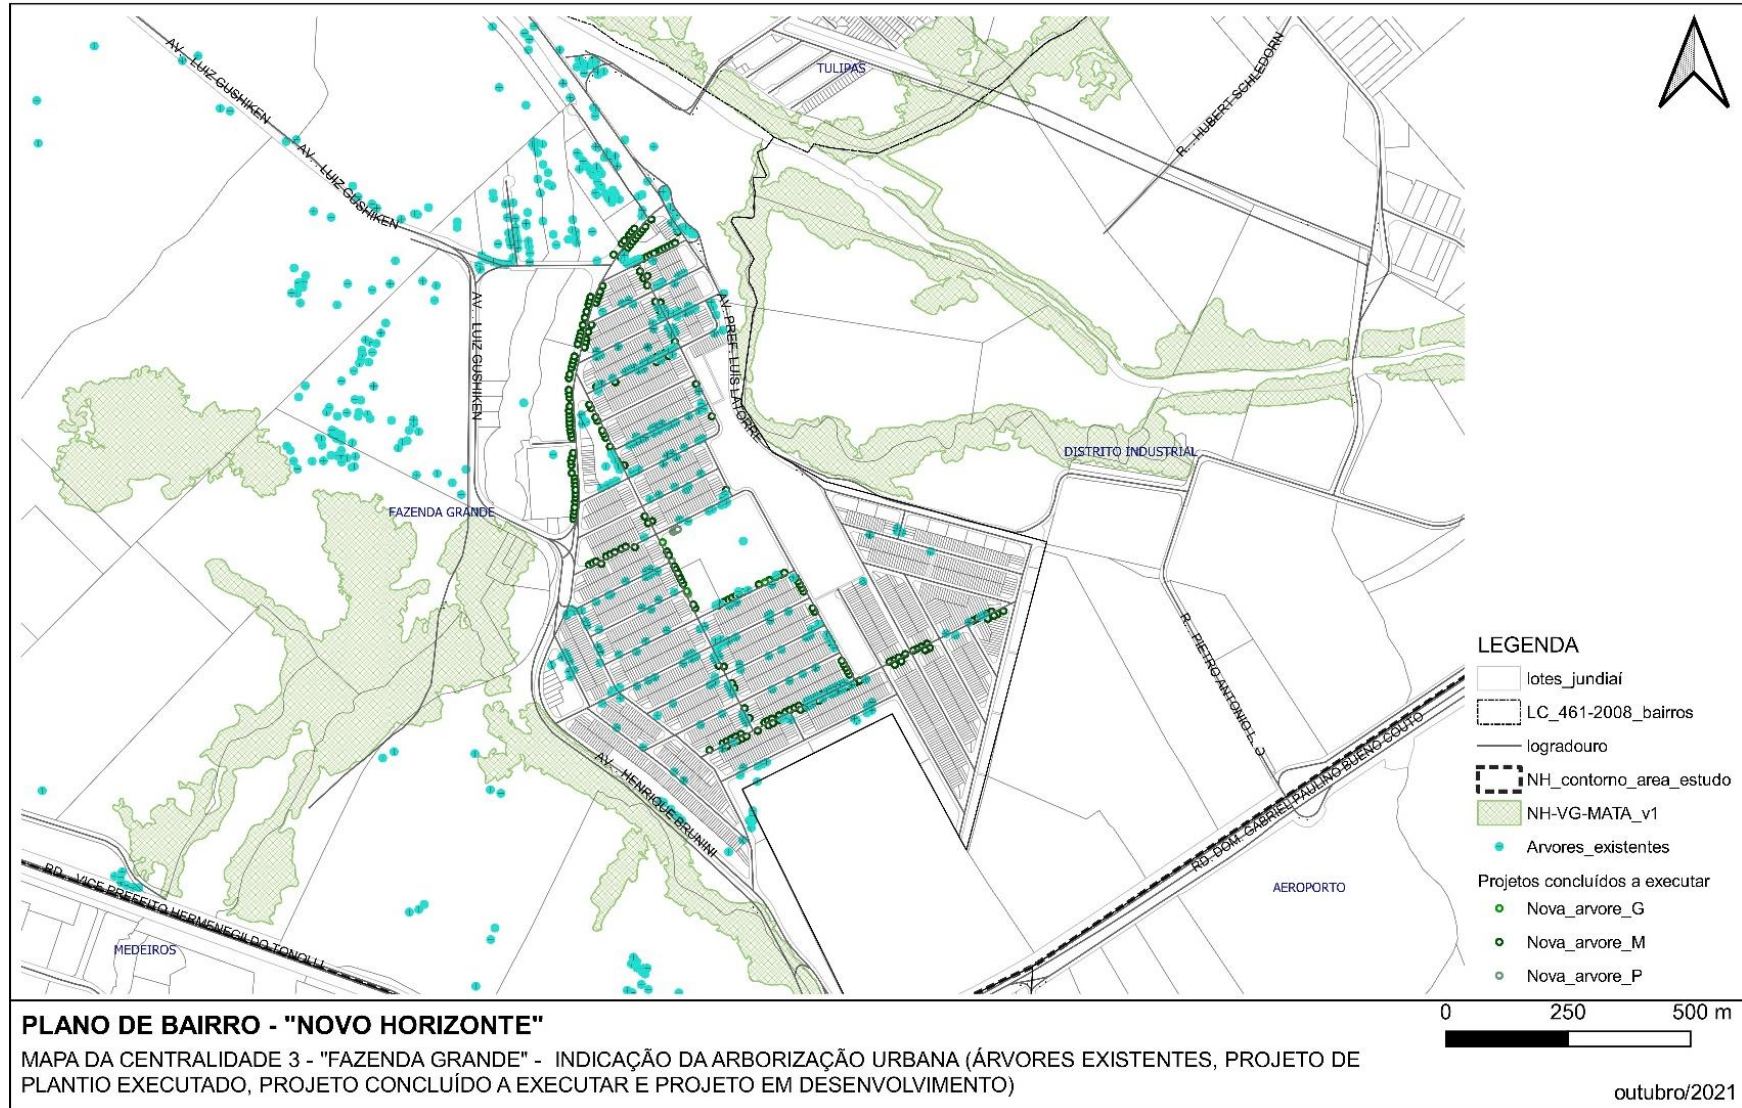 TULIPAS
R. HUBERT SCHLEDORN
AV. LUIZ GUSHIKEN
AV. LUIZ GUSHIKEN
AV. LUIZ GUSHIKEN
AV. PREF. LUIS LATORRE
DISTRITO INDUSTRIAL
FAZENDA GRANDE
R. PIETRO ANTONIO L. J.
AV. HENRIQUE BRUNINI
RD. DOM. GABRIEL PAULINO BUENO COUTO
AEROPORTO
RD. VICE PREFEITO HERMENEGILDO TONOLLI
MEDEIROS
LEGENDA
lotes_jundiaí
LC_461-2008_bairros
logradouro
NH_contorno_area_estudo
NH-VG-MATA_v1
Arvores_existentes
Projetos concluídos a executar
Nova_arvore_G
Nova_arvore_M
Nova_arvore_P
0 250 500 m
PLANO DE BAIRRO - "NOVO HORIZONTE"
MAPA DA CENTRALIDADE 3 - "FAZENDA GRANDE" - INDICAÇÃO DA ARBORIZAÇÃO URBANA (ÁRVORES EXISTENTES, PROJETO DE
PLANTIO EXECUTADO, PROJETO CONCLUÍDO A EXECUTAR E PROJETO EM DESENVOLVIMENTO)
outubro/2021